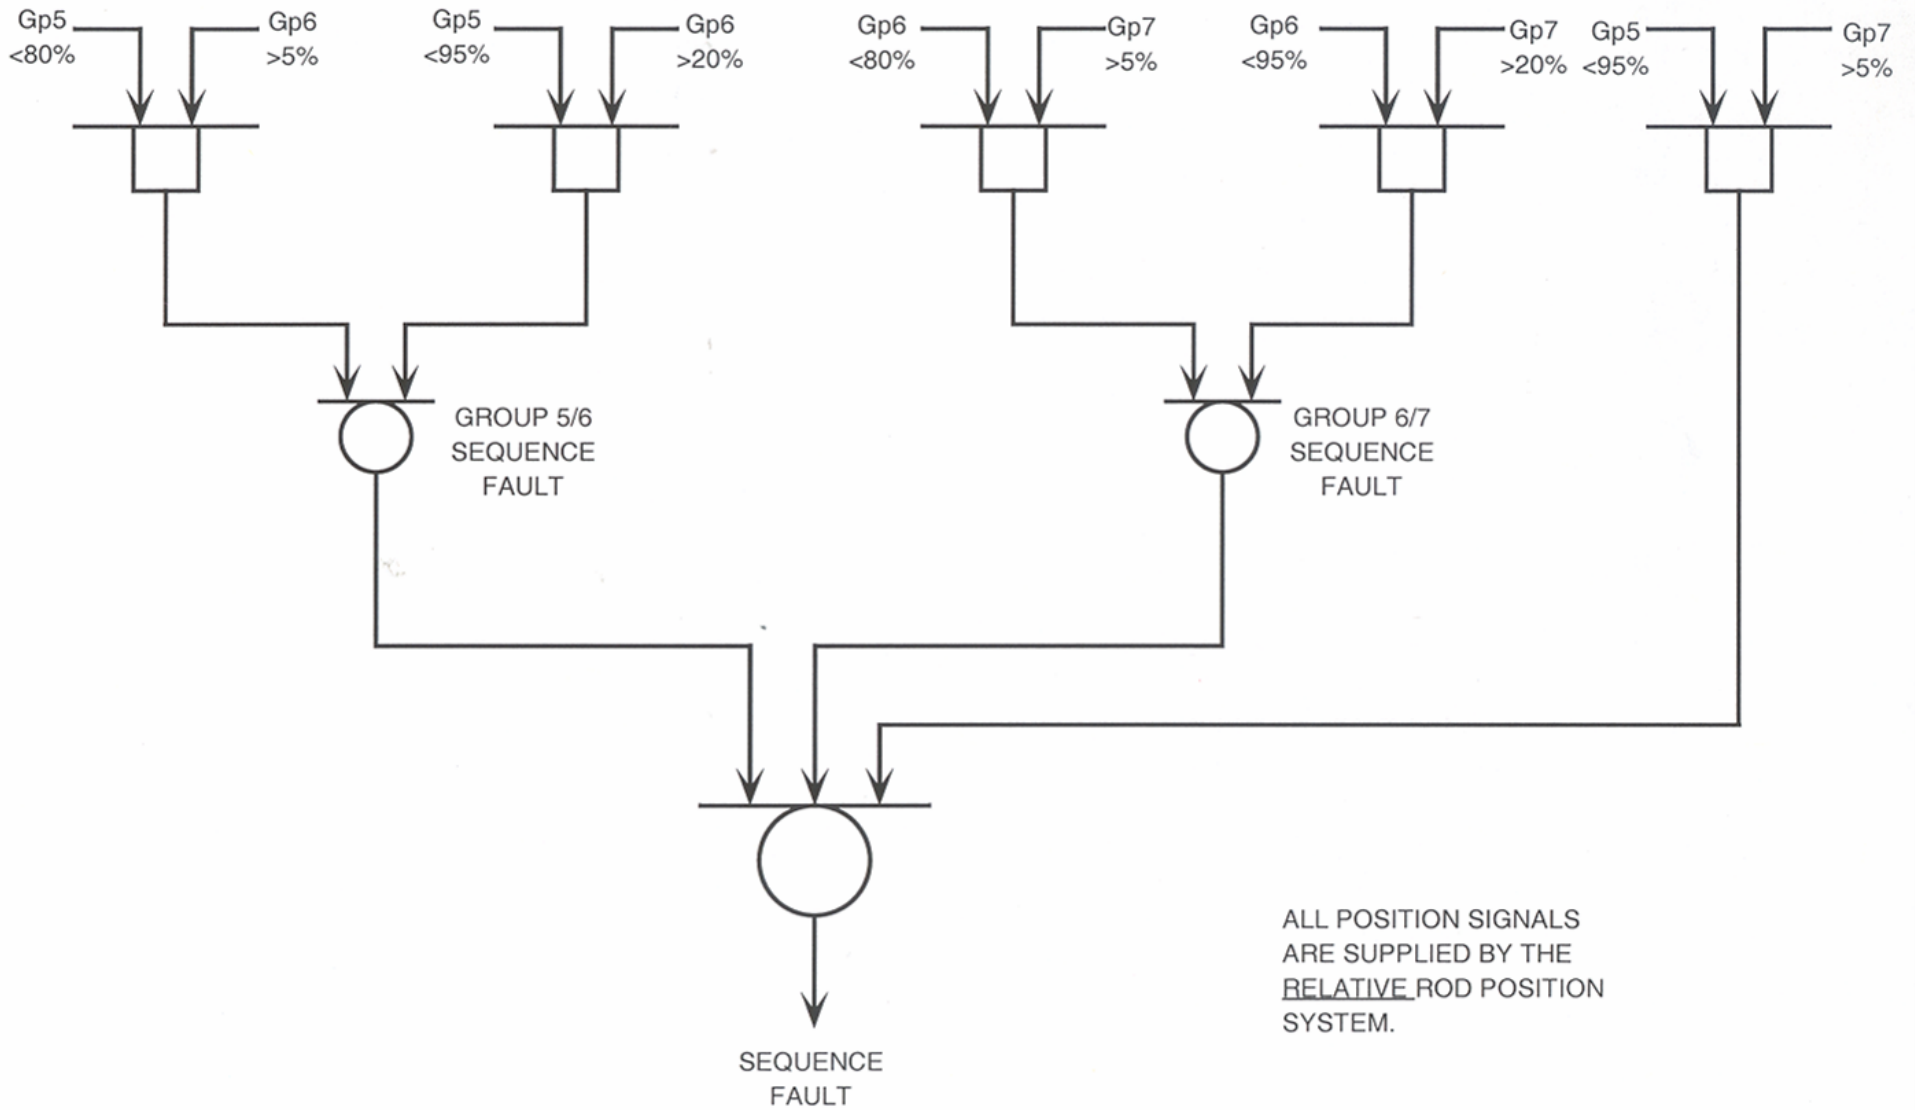 Gp5
<80%
Gp6
>5%
Gp5
<95%
Gp6
>20%
Gp6
<80%
Gp7
>5%
Gp6
<95%
Gp7
>20%
Gp5
<95%
Gp7
>5%
GROUP 5/6
SEQUENCE
FAULT
GROUP 6/7
SEQUENCE
FAULT
SEQUENCE
FAULT
ALL POSITION SIGNALS
ARE SUPPLIED BY THE
RELATIVE ROD POSITION
SYSTEM.